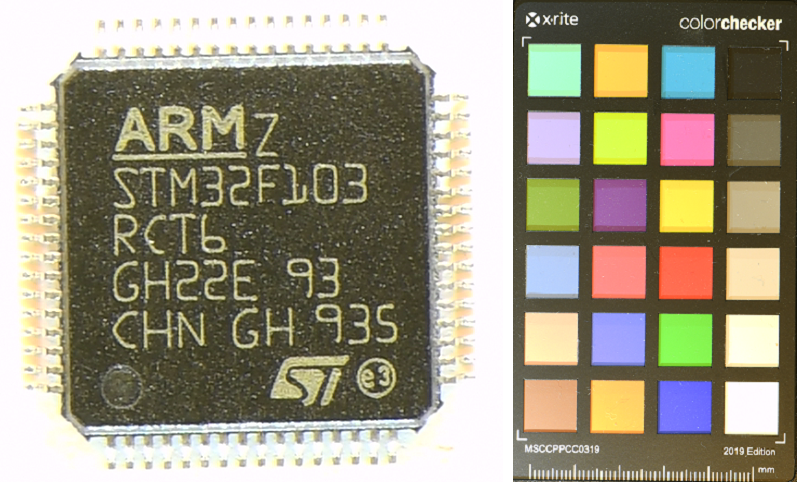 ARM Z
STM32F103
RCT6
GH22E 93
CHN GH 935
ST e3
x·rite
colorchecker
MSCCPPCC0319
2019 Edition
mm